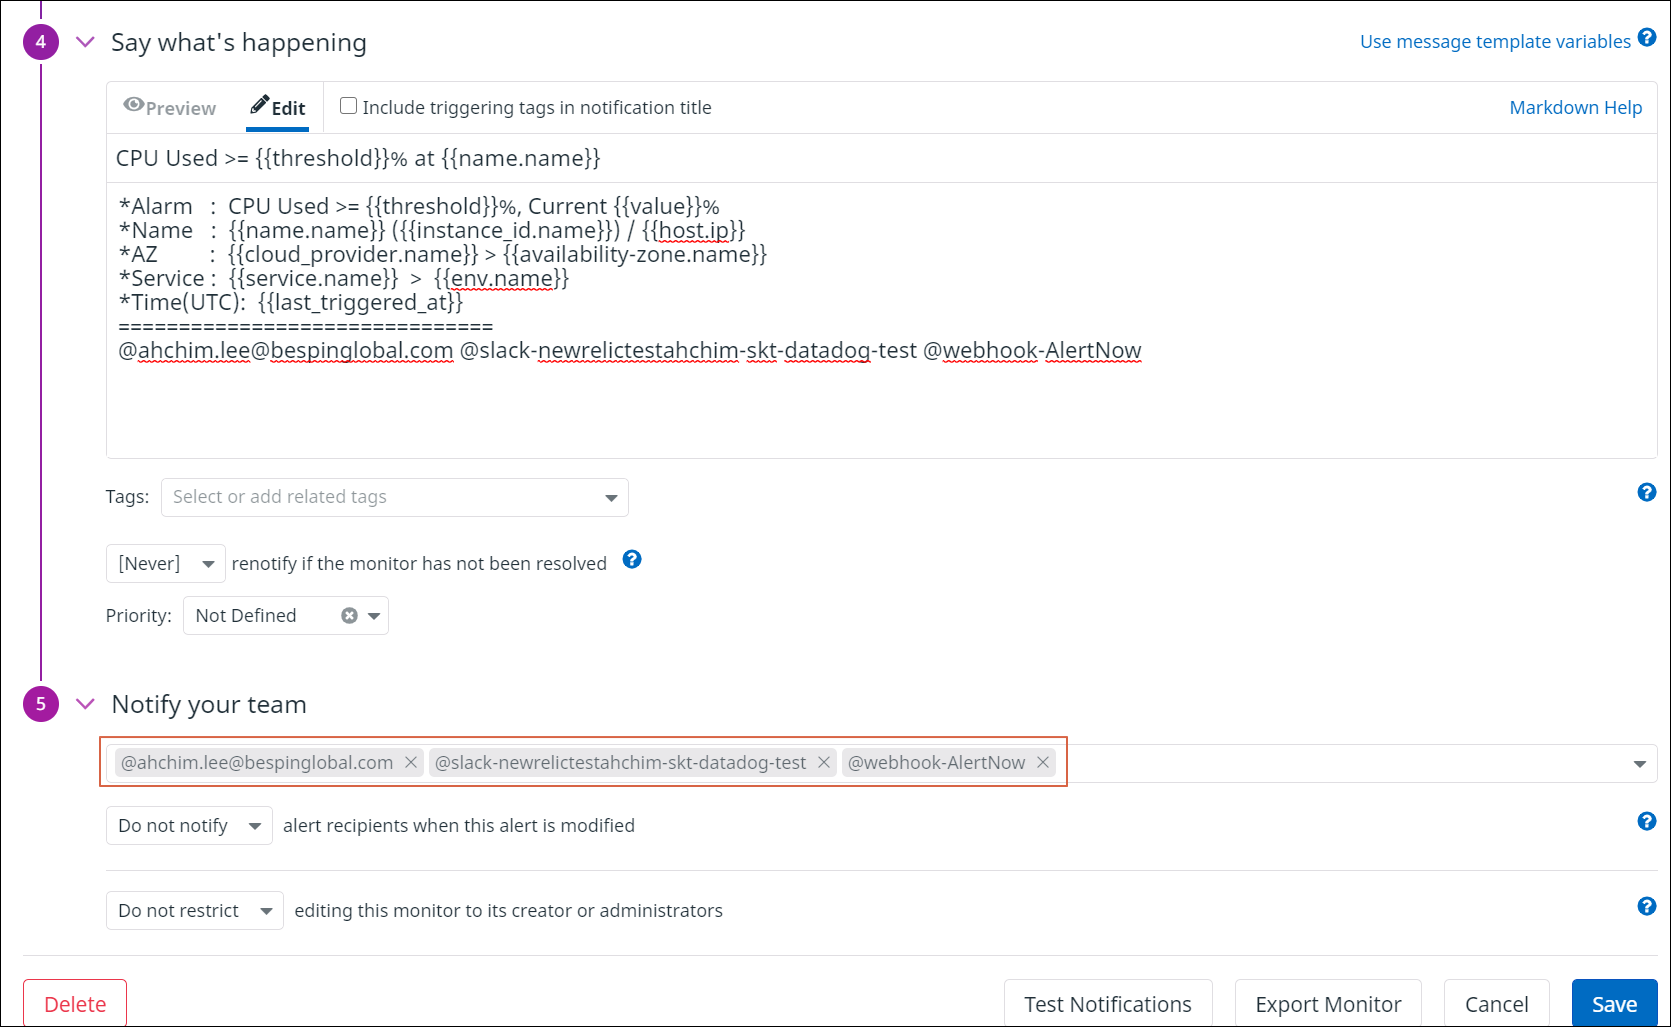 4 Say what's happening Use message template variables ?
Preview Edit Include triggering tags in notification title Markdown Help
CPU Used >= {{threshold}}% at {{name.name}}
*Alarm : CPU Used >= {{threshold}}%, Current {{value}}%
*Name : {{name.name}} ({{instance_id.name}}) / {{host.ip}}
*AZ : {{cloud_provider.name}} > {{availability-zone.name}}
*Service : {{service.name}} > {{env.name}}
*Time(UTC): {{last_triggered_at}}
===============================
@ahchim.lee@bespinglobal.com @slack-newrelictestahchim-skt-datadog-test @webhook-AlertNow
Tags: Select or add related tags ?
[Never] renotify if the monitor has not been resolved ?
Priority: Not Defined
5 Notify your team
@ahchim.lee@bespinglobal.com × @slack-newrelictestahchim-skt-datadog-test × @webhook-AlertNow ×
Do not notify alert recipients when this alert is modified ?
Do not restrict editing this monitor to its creator or administrators ?
Delete Test Notifications Export Monitor Cancel Save